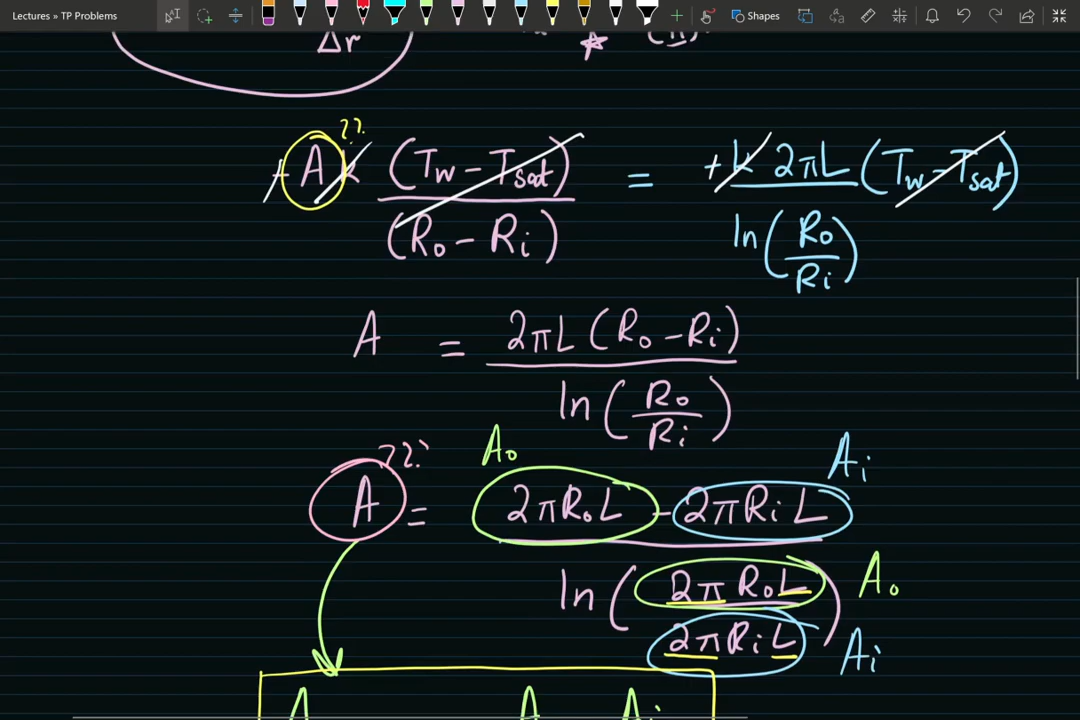 Lectures » TP Problems
Shapes
Δr
+ A ?? k (Tw − Tsat) / (Ro − Ri) = + k 2πL (Tw − Tsat) / ln(Ro / Ri)
A = 2πL (Ro − Ri) / ln(Ro / Ri)
Ao Ai
A ??? = 2πRoL − 2πRiL
ln(2πRoL / 2πRiL) Ao Ai
A A Ai